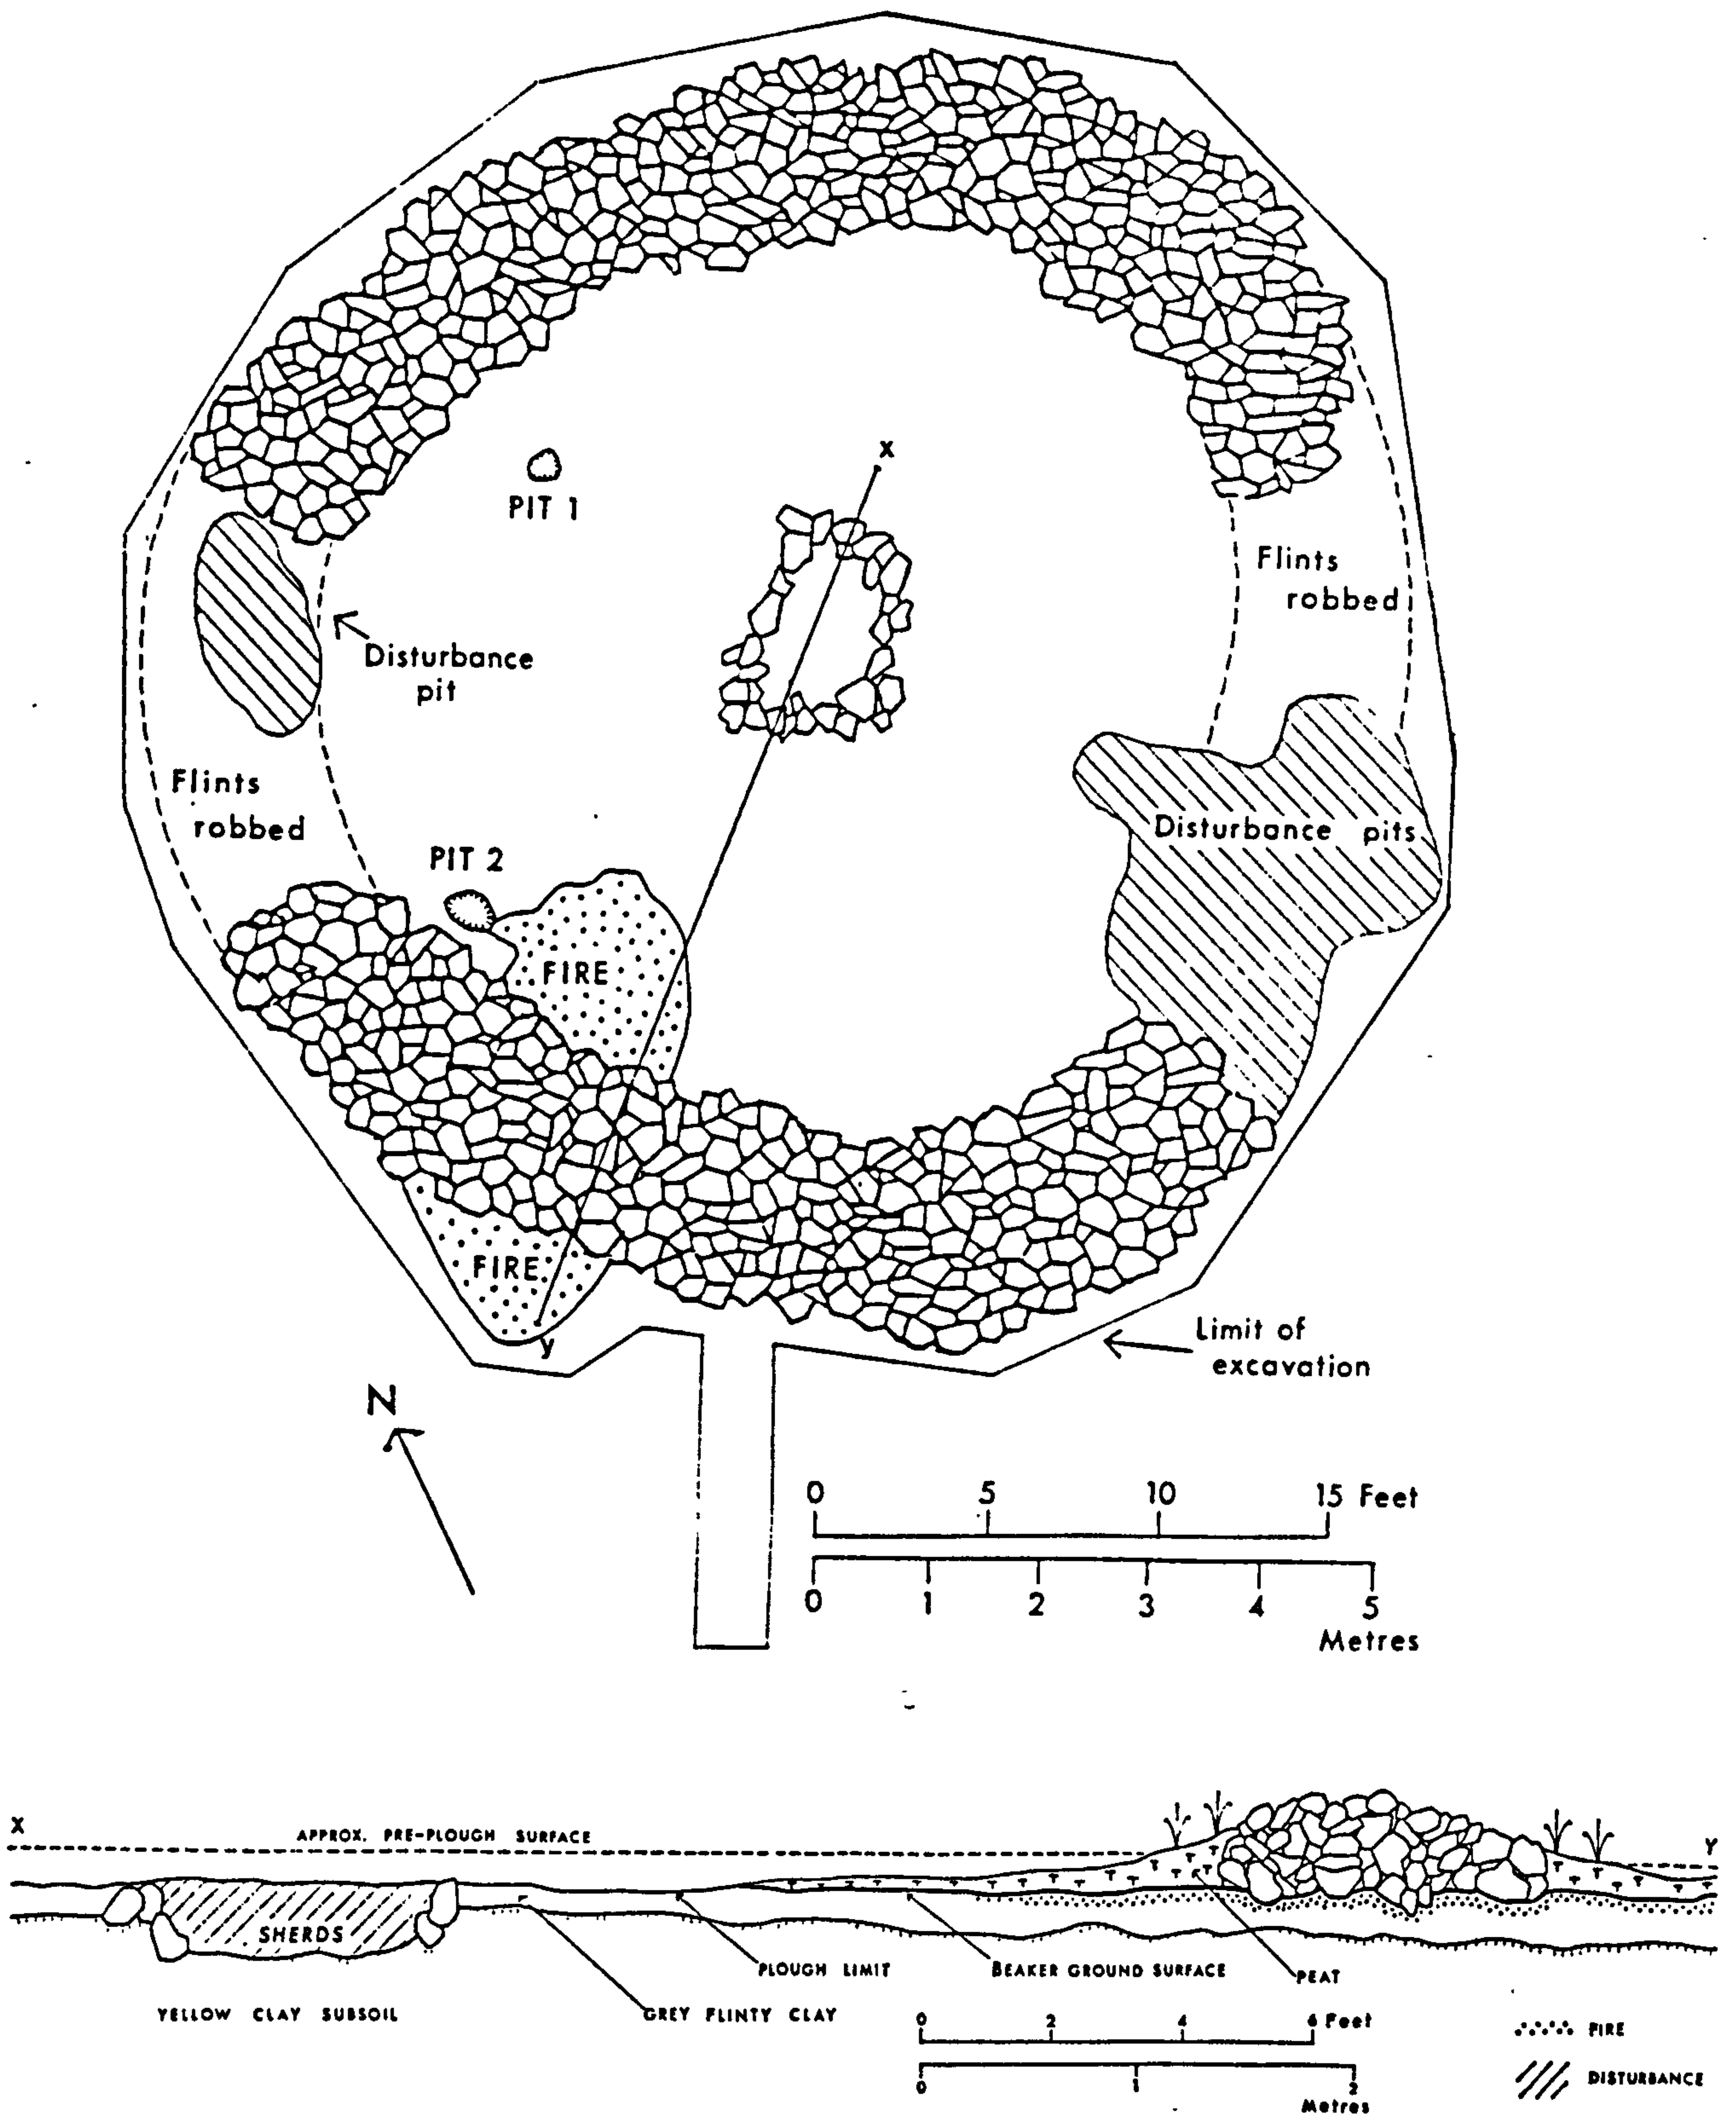 X
PIT 1
Flints
robbed
Disturbance
pit
Flints
robbed
Disturbance pits
PIT 2
FIRE
FIRE
y
Limit of
excavation
N
0 5 10 15 Feet
0 1 2 3 4 5
Metres
X
APPROX. PRE-PLOUGH SURFACE
Y
SHERDS
PLOUGH LIMIT
BEAKER GROUND SURFACE
PEAT
YELLOW CLAY SUBSOIL
GREY FLINTY CLAY
0 2 4 6 Feet
FIRE
0 1 2
Metres
DISTURBANCE